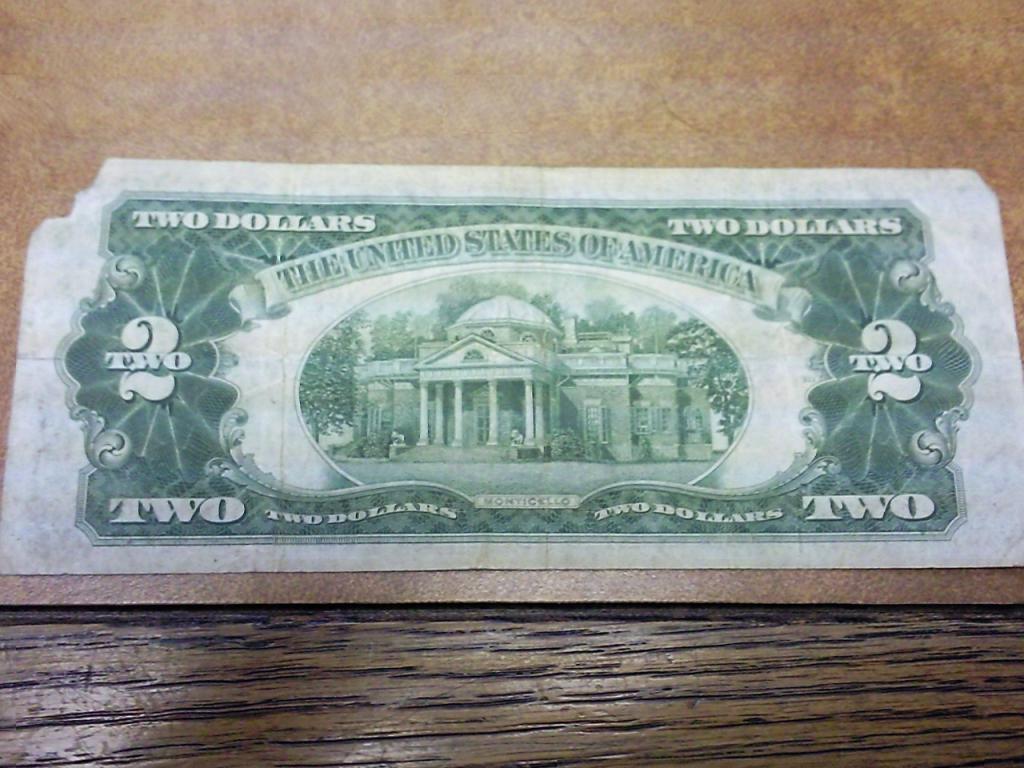 TWO DOLLARS TWO DOLLARS
THE UNITED STATES OF AMERICA
2 TWO 2 TWO
MONTICELLO
TWO TWO DOLLARS TWO DOLLARS TWO